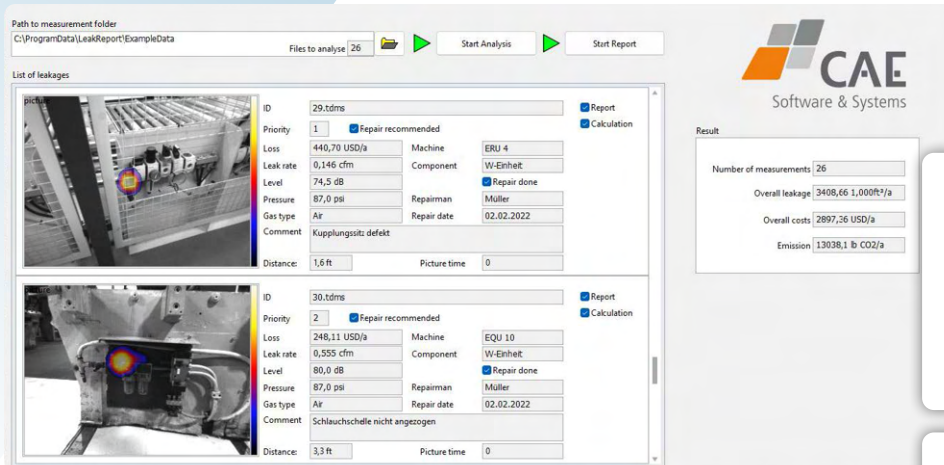 Path to measurement folder
C:\ProgramData\LeakReport\ExampleData
Files to analyse 26 Start Analysis Start Report
CAE
Software & Systems
List of leakages
picture
ID 29.tdms Report
Priority 1 Fepair recommended Calculation
Loss 440,70 USD/a Machine ERU 4
Leak rate 0,146 cfm Component W-Einheit
Level 74,5 dB Repair done
Pressure 87,0 psi Repairman Müller
Gas type Air Repair date 02.02.2022
Comment Kupplungssitz defekt
Distance: 1,6 ft Picture time 0
ID 30.tdms Report
Priority 2 Fepair recommended Calculation
Loss 248,11 USD/a Machine EQU 10
Leak rate 0,555 cfm Component W-Einheit
Level 80,0 dB Repair done
Pressure 87,0 psi Repairman Müller
Gas type Air Repair date 02.02.2022
Comment Schlauchschelle nicht angezogen
Distance: 3,3 ft Picture time 0
Result
Number of measurements 26
Overall leakage 3408,66 1,000ft³/a
Overall costs 2897,36 USD/a
Emission 13038,1 lb CO2/a